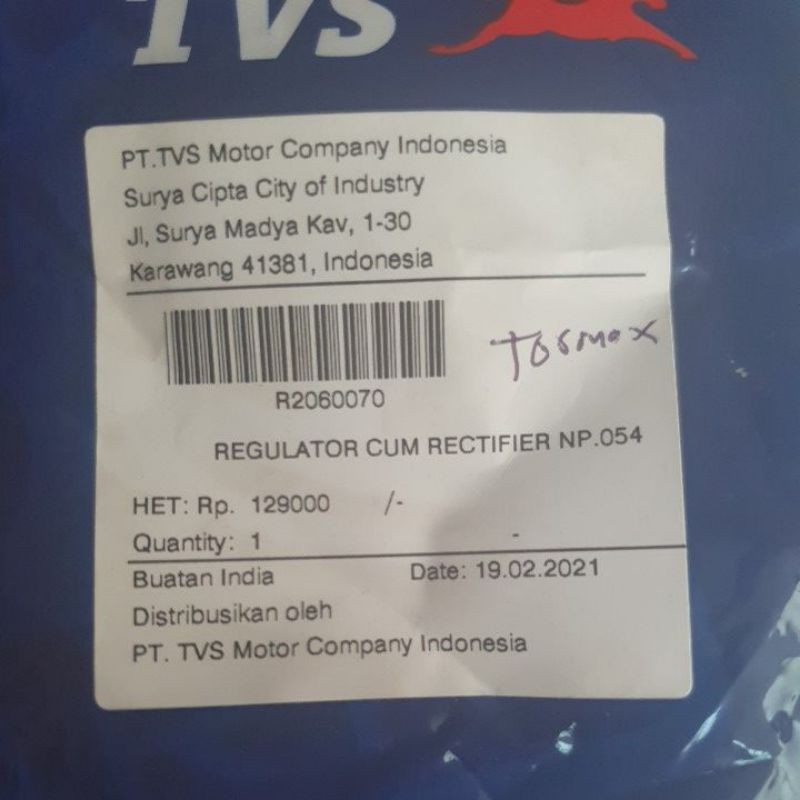 TVS
PT.TVS Motor Company Indonesia
Surya Cipta City of Industry
Jl, Surya Madya Kav, 1-30
Karawang 41381, Indonesia
Tosmax
R2060070
REGULATOR CUM RECTIFIER NP.054
HET: Rp. 129000 /-
Quantity: 1 -
Buatan India Date: 19.02.2021
Distribusikan oleh
PT. TVS Motor Company Indonesia